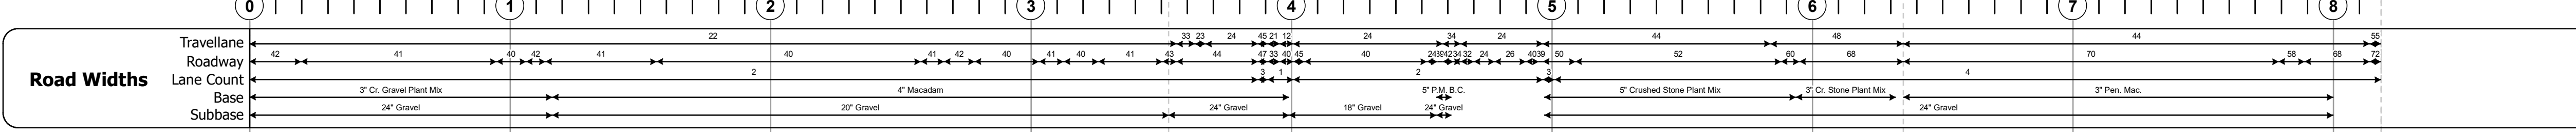 0 1 2 3 4 5 6 7 8
Travellane 22 33 23 24 45 21 12 24 34 24 44 48 44 55
Roadway 42 41 40 42 41 40 41 42 40 41 40 41 43 44 47 33 40 45 40 24 42 34 32 24 26 40 39 50 52 60 68 70 58 68 72
Road Widths
Lane Count 2 3 1 2 3 4
Base 3" Cr. Gravel Plant Mix 4" Macadam 5" P.M. B.C. 5" Crushed Stone Plant Mix 3" Cr. Stone Plant Mix 3" Pen. Mac.
Subbase 24" Gravel 20" Gravel 24" Gravel 18" Gravel 24" Gravel 24" Gravel